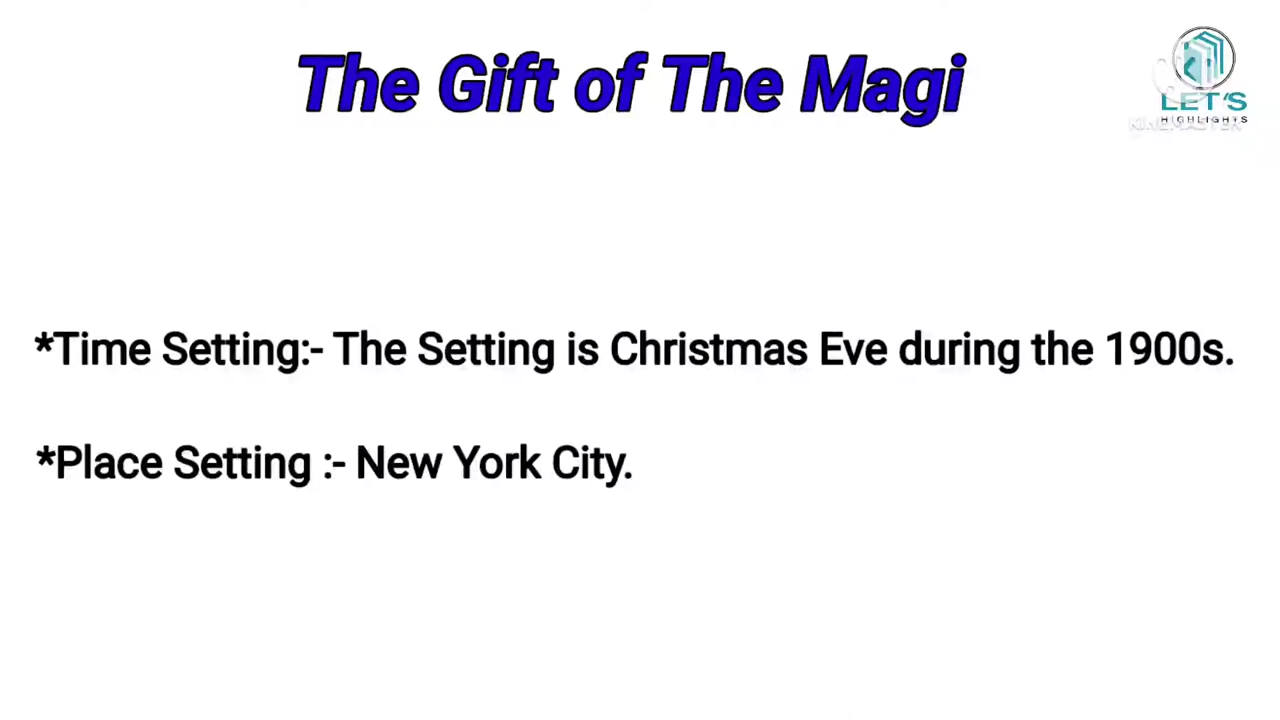 The Gift of The Magi
LET'S
HIGHLIGHTS
KINEMASTER
*Time Setting:- The Setting is Christmas Eve during the 1900s.
*Place Setting :- New York City.